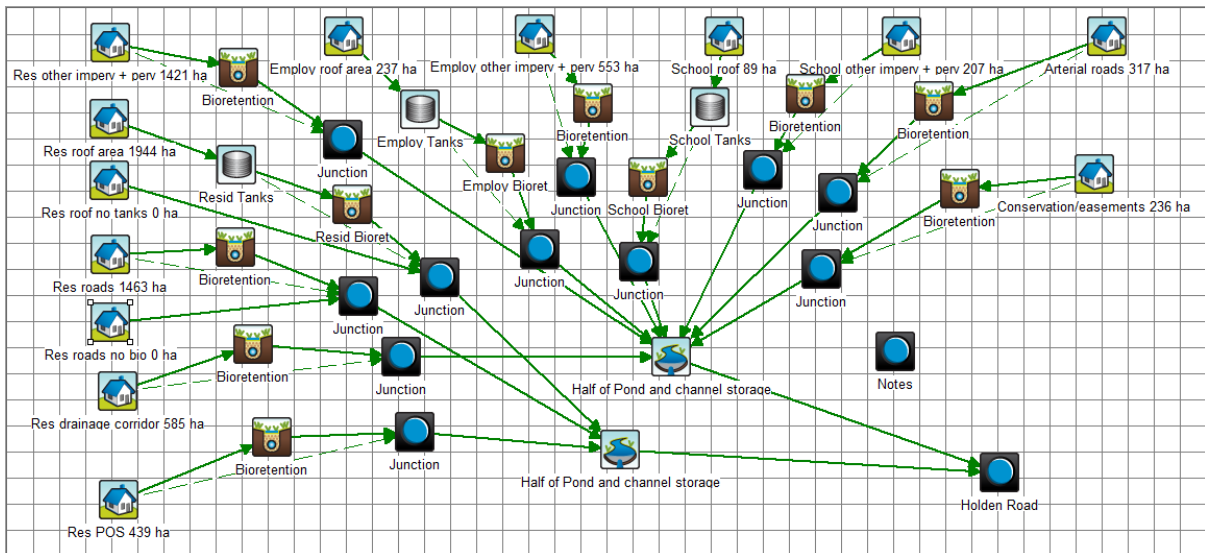 Res other imperv + perv 1421 ha
Bioretention
Employ roof area 237 ha
Employ other imperv + perv 553 ha
School roof 89 ha
School other imperv + perv 207 ha
Arterial roads 317 ha
Res roof area 1944 ha
Junction
Employ Tanks
Bioretention
School Tanks
Bioretention
Bioretention
Resid Tanks
Employ Bioret
Junction
School Bioret
Junction
Junction
Bioretention
Conservation/easements 236 ha
Res roof no tanks 0 ha
Resid Bioret
Res roads 1463 ha
Bioretention
Junction
Junction
Junction
Junction
Junction
Res roads no bio 0 ha
Bioretention
Junction
Half of Pond and channel storage
Notes
Res drainage corridor 585 ha
Bioretention
Junction
Half of Pond and channel storage
Holden Road
Res POS 439 ha